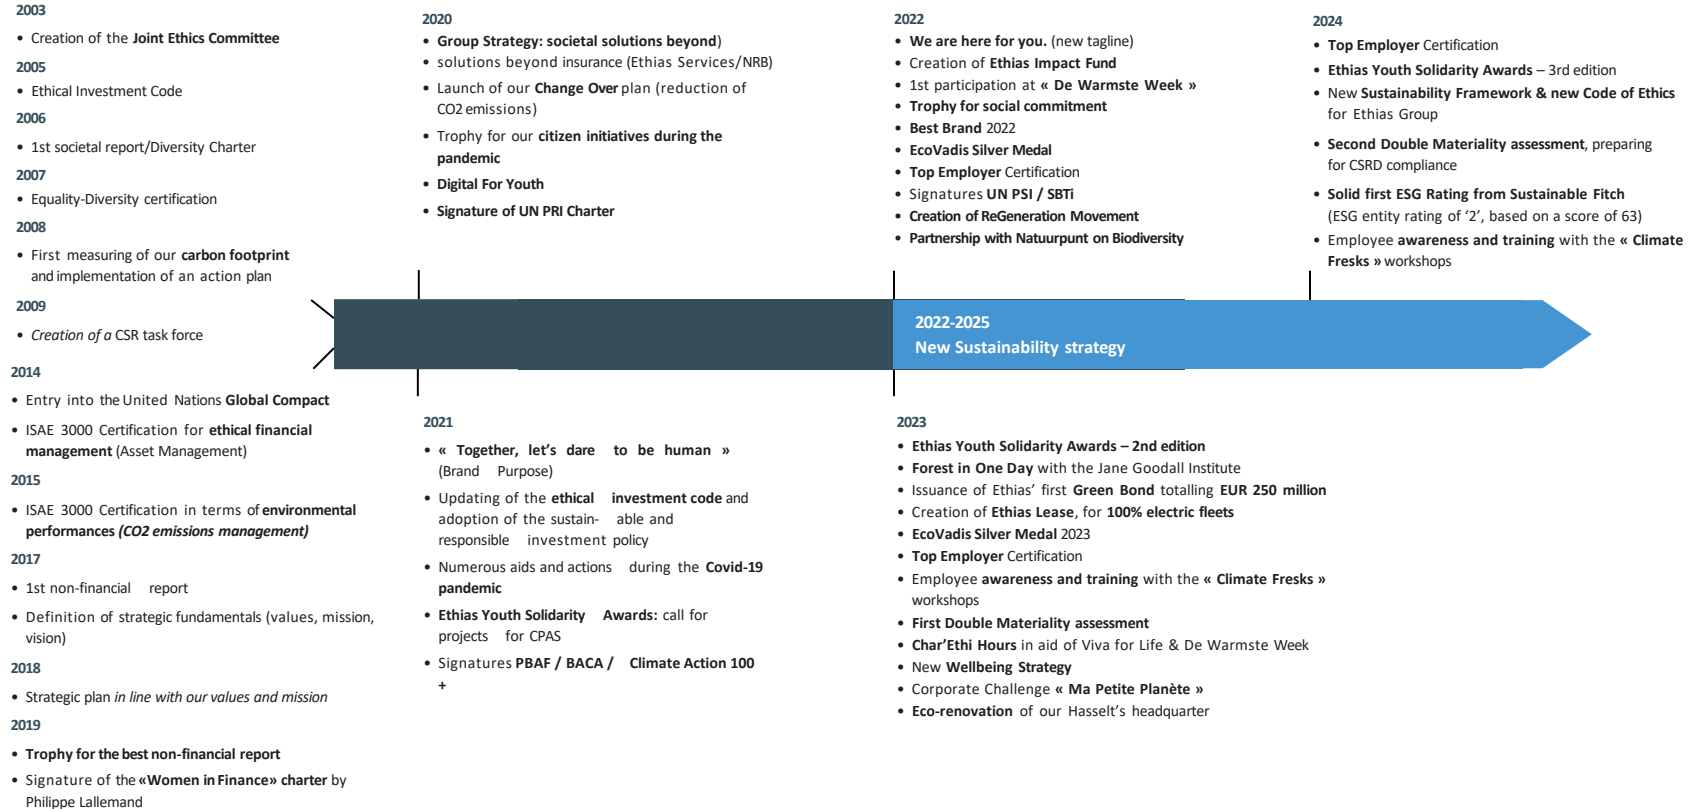 2003
• Creation of the Joint Ethics Committee
2005
• Ethical Investment Code
2006
• 1st societal report/Diversity Charter
2007
• Equality-Diversity certification
2008
• First measuring of our carbon footprint
and implementation of an action plan
2009
• Creation of a CSR task force
2014
• Entry into the United Nations Global Compact
• ISAE 3000 Certification for ethical financial
management (Asset Management)
2015
• ISAE 3000 Certification in terms of environmental
performances (CO2 emissions management)
2017
• 1st non-financial report
• Definition of strategic fundamentals (values, mission,
vision)
2018
• Strategic plan in line with our values and mission
2019
• Trophy for the best non-financial report
• Signature of the «Women in Finance» charter by
Philippe Lallemand
2020
• Group Strategy: societal solutions beyond)
• solutions beyond insurance (Ethias Services/NRB)
• Launch of our Change Over plan (reduction of
CO2 emissions)
• Trophy for our citizen initiatives during the
pandemic
• Digital For Youth
• Signature of UN PRI Charter
2021
• « Together, let's dare to be human »
(Brand Purpose)
• Updating of the ethical investment code and
adoption of the sustain- able and
responsible investment policy
• Numerous aids and actions during the Covid-19
pandemic
• Ethias Youth Solidarity Awards: call for
projects for CPAS
• Signatures PBAF / BACA / Climate Action 100
+
2022
• We are here for you. (new tagline)
• Creation of Ethias Impact Fund
• 1st participation at « De Warmste Week »
• Trophy for social commitment
• Best Brand 2022
• EcoVadis Silver Medal
• Top Employer Certification
• Signatures UN PSI / SBTi
• Creation of ReGeneration Movement
• Partnership with Natuurpunt on Biodiversity
2022-2025
New Sustainability strategy
2023
• Ethias Youth Solidarity Awards – 2nd edition
• Forest in One Day with the Jane Goodall Institute
• Issuance of Ethias' first Green Bond totalling EUR 250 million
• Creation of Ethias Lease, for 100% electric fleets
• EcoVadis Silver Medal 2023
• Top Employer Certification
• Employee awareness and training with the « Climate Fresks »
workshops
• First Double Materiality assessment
• Char'Ethi Hours in aid of Viva for Life & De Warmste Week
• New Wellbeing Strategy
• Corporate Challenge « Ma Petite Planète »
• Eco-renovation of our Hasselt's headquarter
2024
• Top Employer Certification
• Ethias Youth Solidarity Awards – 3rd edition
• New Sustainability Framework & new Code of Ethics
for Ethias Group
• Second Double Materiality assessment, preparing
for CSRD compliance
• Solid first ESG Rating from Sustainable Fitch
(ESG entity rating of '2', based on a score of 63)
• Employee awareness and training with the « Climate
Fresks » workshops